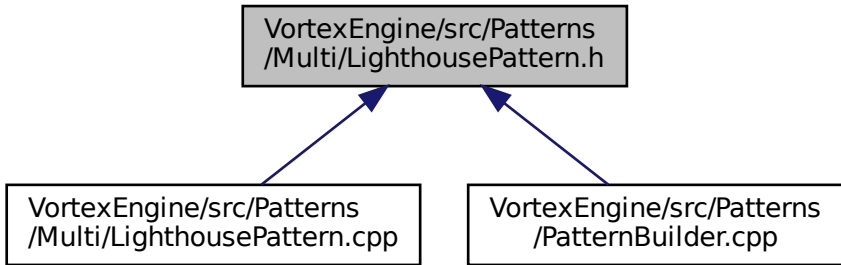 VortexEngine/src/Patterns
/Multi/LighthousePattern.h
VortexEngine/src/Patterns
/Multi/LighthousePattern.cpp
VortexEngine/src/Patterns
/PatternBuilder.cpp